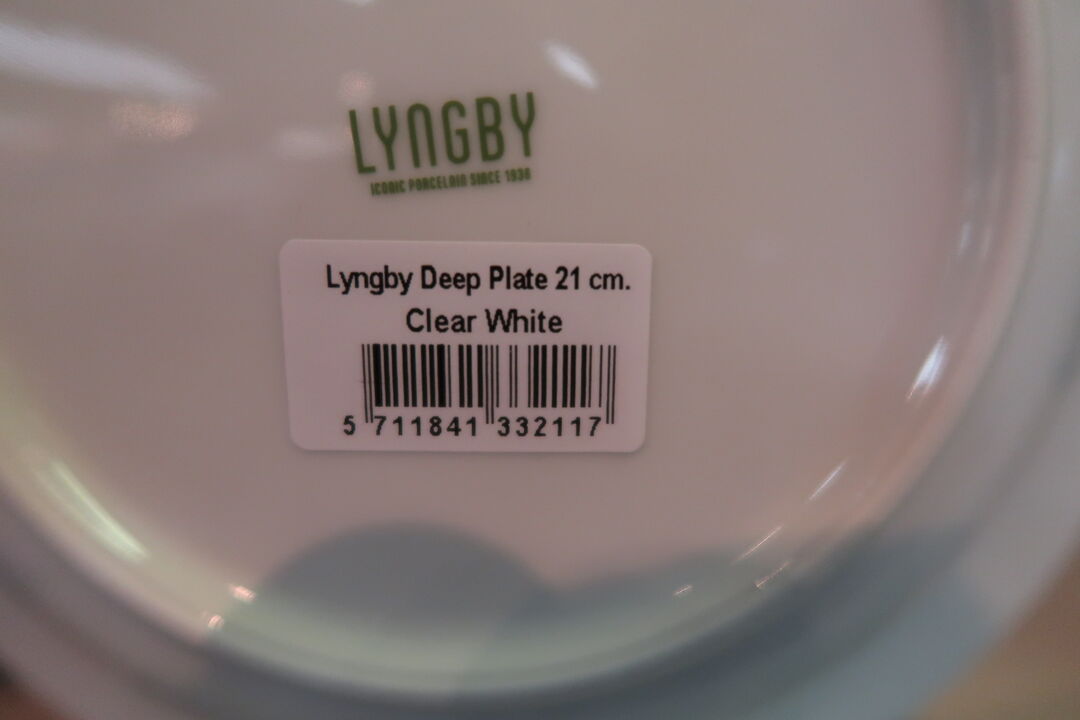 LYNGBY
ICONIC PORCELAIN SINCE 1936
Lyngby Deep Plate 21 cm.
Clear White
5 711841 332117